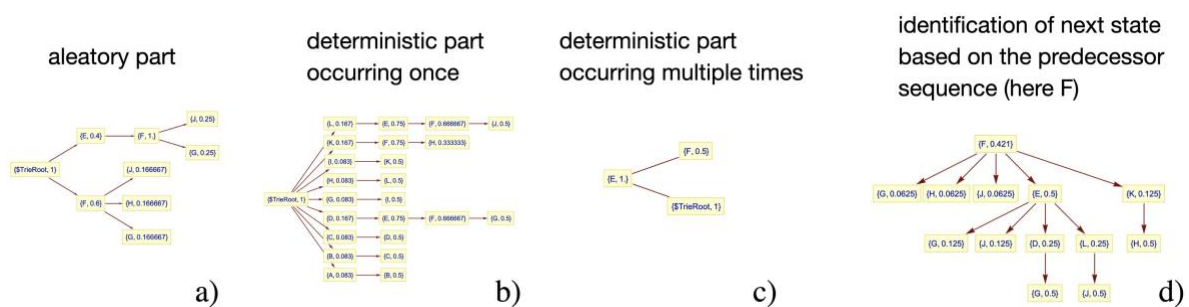 aleatory part
{$TrieRoot, 1}
{E, 0.4}
{F, 1.}
{J, 0.25}
{G, 0.25}
{F, 0.6}
{J, 0.166667}
{H, 0.166667}
{G, 0.166667}
a)
deterministic part
occurring once
{$TrieRoot, 1}
{L, 0.167} {E, 0.75} {F, 0.666667} {J, 0.5}
{K, 0.167} {F, 0.75} {H, 0.333333}
{I, 0.083} {K, 0.5}
{H, 0.083} {L, 0.5}
{G, 0.083} {I, 0.5}
{D, 0.167} {E, 0.75} {F, 0.666667} {G, 0.5}
{C, 0.083} {D, 0.5}
{B, 0.083} {C, 0.5}
{A, 0.083} {B, 0.5}
b)
deterministic part
occurring multiple times
{E, 1.}
{F, 0.5}
{$TrieRoot, 1}
c)
identification of next state
based on the predecessor
sequence (here F)
{F, 0.421}
{G, 0.0625} {H, 0.0625} {J, 0.0625} {E, 0.5} {K, 0.125}
{G, 0.125} {J, 0.125} {D, 0.25} {L, 0.25} {H, 0.5}
{G, 0.5} {J, 0.5}
d)